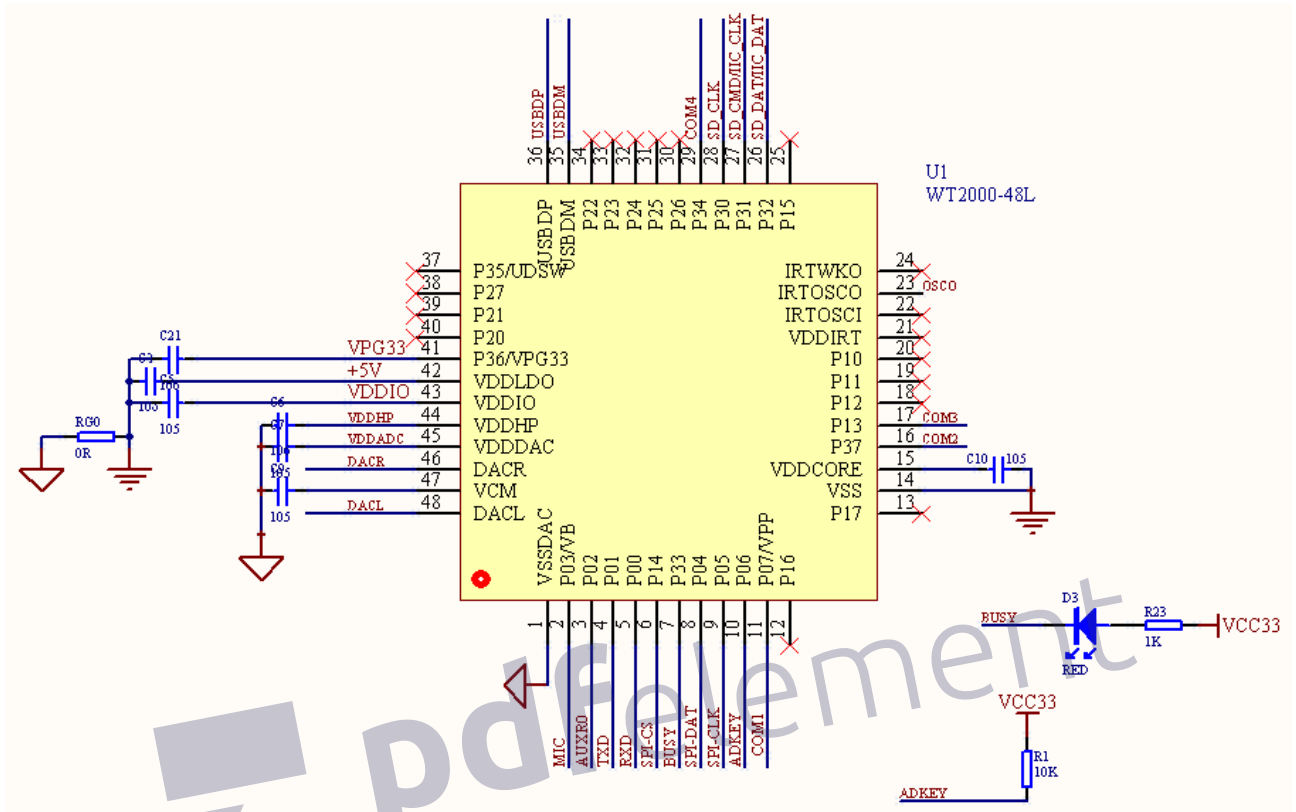 USBDP
USBDM
COM4
SD_CLK
SD_CMD/IIC_CLK
SD_DAT/IIC_DAT
36 35 34 33 32 31 30 29 28 27 26 25
U1
WT2000-48L
USBDP USBDM P22 P23 P24 P25 P26 P34 P30 P31 P32 P15
37 P35/UDSW
38 P27
39 P21
40 P20
VPG33 41 P36/VPG33
+5V 42 VDDLDO
VDDIO 43 VDDIO
VDDHP 44 VDDHP
VDDADC 45 VDDDAC
DACR 46 DACR
47 VCM
DACL 48 DACL
IRTWKO 24
IRTOSCO 23 OSCO
IRTOSCI 22
VDDIRT 21
P10 20
P11 19
P12 18
P13 17 COM3
P37 16 COM2
VDDCORE 15
VSS 14
P17 13
C21
C5
105
105
RG0
0R
C6
C7
C9
105
105
C10 105
VSSDAC P03/VB P02 P01 P00 P14 P33 P04 P05 P06 P07/VPP P16
1 2 3 4 5 6 7 8 9 10 11 12
MIC
AUXR0
TXD
RXD
SPI-CS
BUSY
SPI-DAT
SPI-CLK
ADKEY
COM1
BUSY
D3
RED
R23
1K
VCC33
VCC33
R1
10K
ADKEY
pdfelement